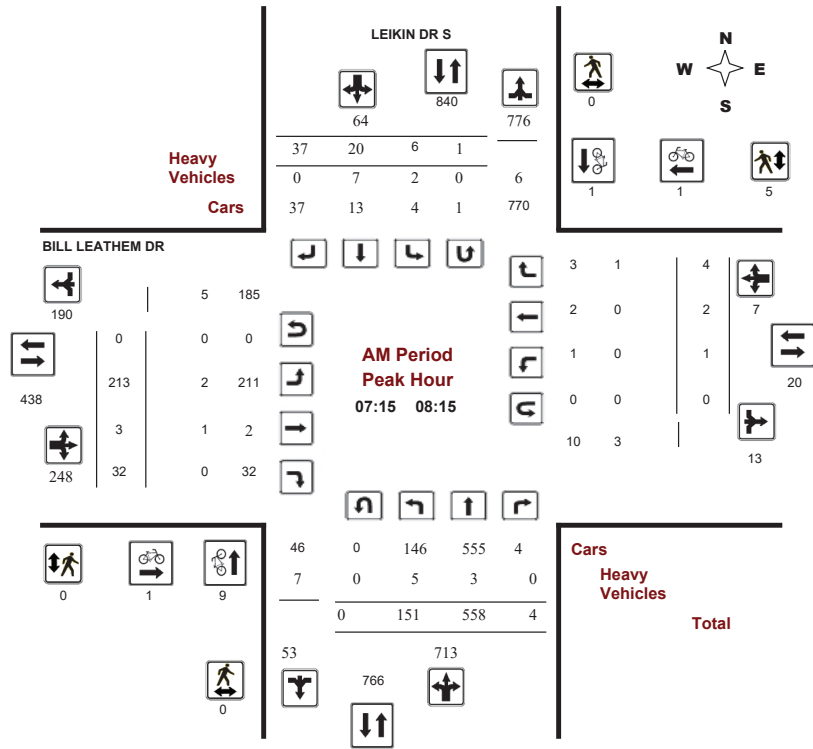 LEIKIN DR S
N
W E
S
840
0
64 776
37 20 6 1
Heavy
Vehicles
0 7 2 0 6
Cars
37 13 4 1 770
1 1 5
BILL LEATHEM DR
190
5 185
3 1 4
7
0 0 0
2 0 2
438
213 2 211
AM Period
Peak Hour
07:15 08:15
1 0 1
20
0 0 0
248
3 1 2
32 0 32
10 3
13
46 0 146 555 4
Cars
7 0 5 3 0
Heavy
Vehicles
0 1 9
0 151 558 4
Total
53 713
766
0